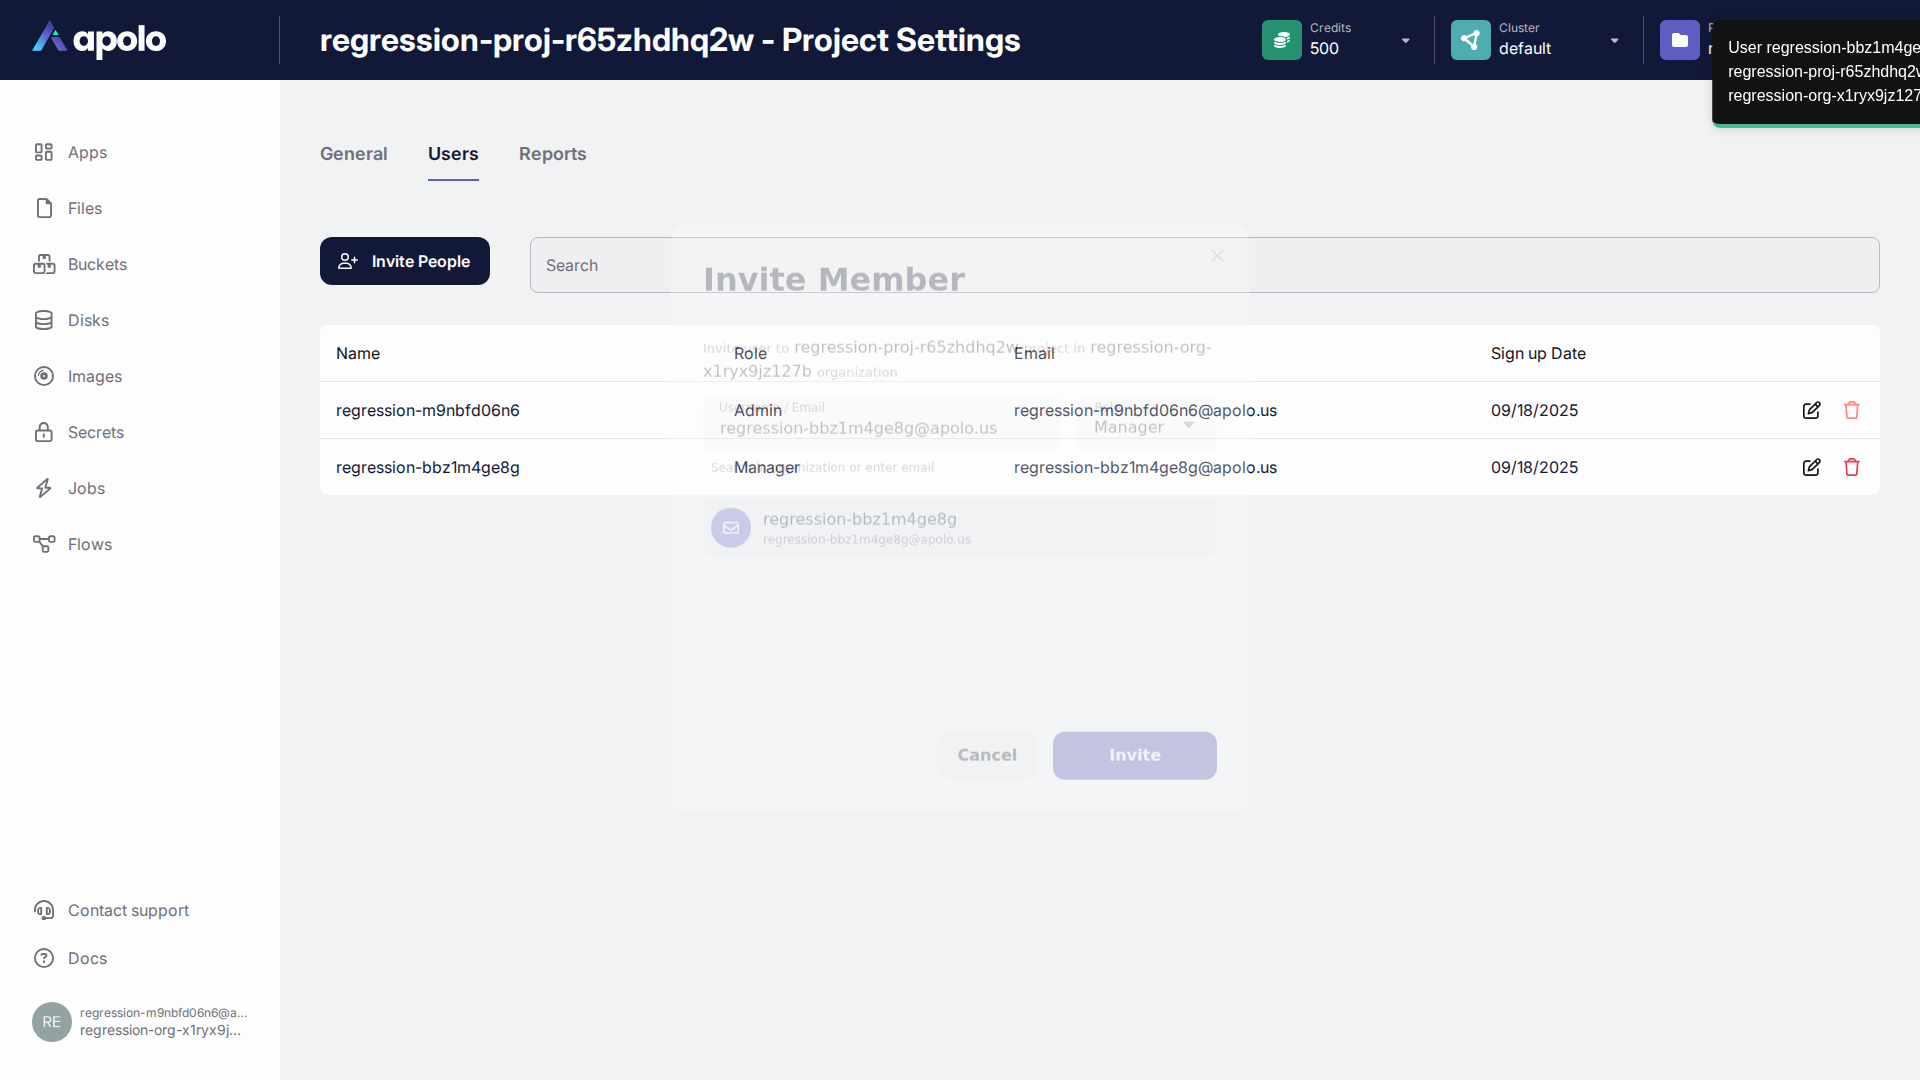 apolo
regression-proj-r65zhdhq2w - Project Settings
Credits
500
Cluster
default
User regression-bbz1m4ge
regression-proj-r65zhdhq2w
regression-org-x1ryx9jz127
Apps
Files
Buckets
Disks
Images
Secrets
Jobs
Flows
Contact support
Docs
RE
regression-m9nbfd06n6@a...
regression-org-x1ryx9j...
General
Users
Reports
Invite People
Search
Name
Role
Email
Sign up Date
regression-m9nbfd06n6
Admin
regression-m9nbfd06n6@apolo.us
09/18/2025
regression-bbz1m4ge8g
Manager
regression-bbz1m4ge8g@apolo.us
09/18/2025
Invite Member
Invite user to regression-proj-r65zhdhq2w project in regression-org-
x1ryx9jz127b organization
Username / Email
regression-bbz1m4ge8g@apolo.us
Manager
organization or enter email
regression-bbz1m4ge8g
regression-bbz1m4ge8g@apolo.us
Cancel
Invite